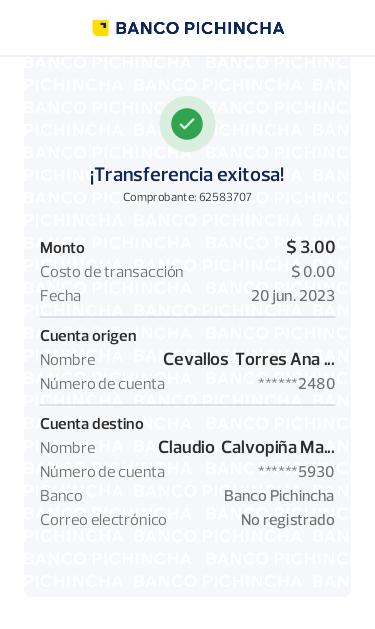 BANCO PICHINCHA
¡Transferencia exitosa!
Comprobante: 62583707
Monto $ 3.00
Costo de transacción $ 0.00
Fecha 20 jun. 2023
Cuenta origen
Nombre Cevallos Torres Ana ...
Número de cuenta ******2480
Cuenta destino
Nombre Claudio Calvopiña Ma...
Número de cuenta ******5930
Banco Banco Pichincha
Correo electrónico No registrado